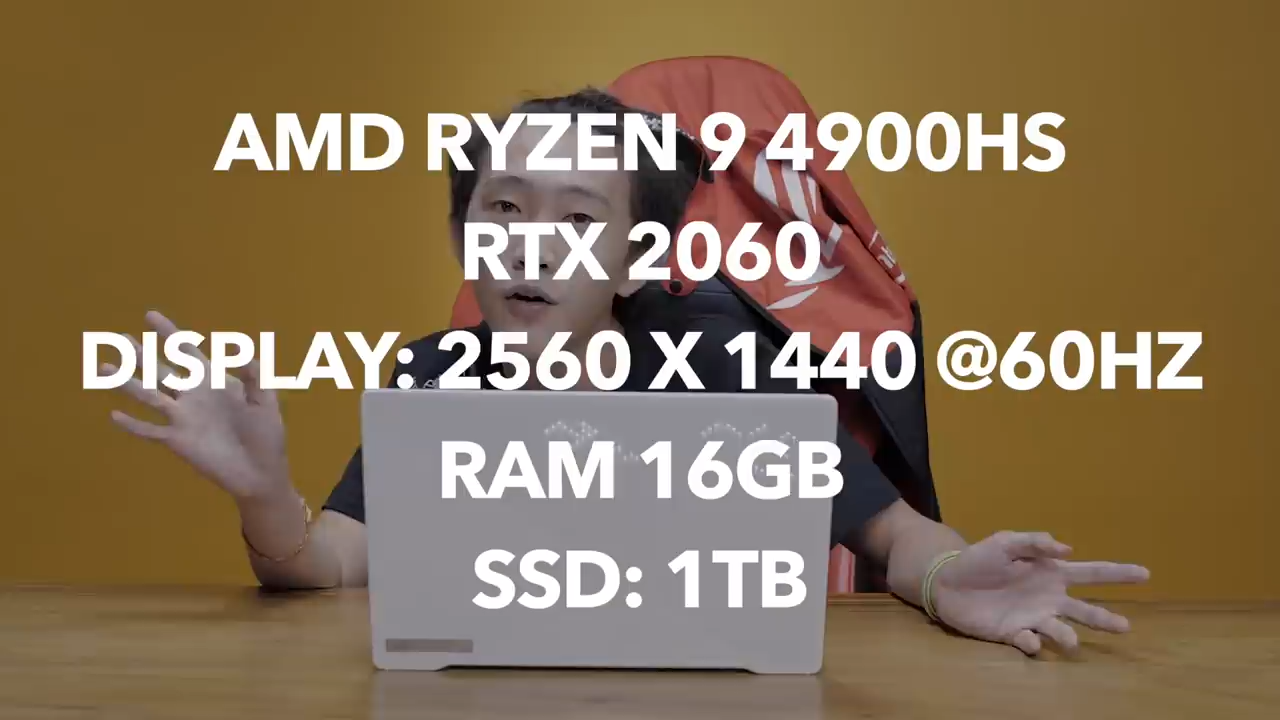 AMD RYZEN 9 4900HS
RTX 2060
DISPLAY: 2560 X 1440 @60HZ
RAM 16GB
SSD: 1TB